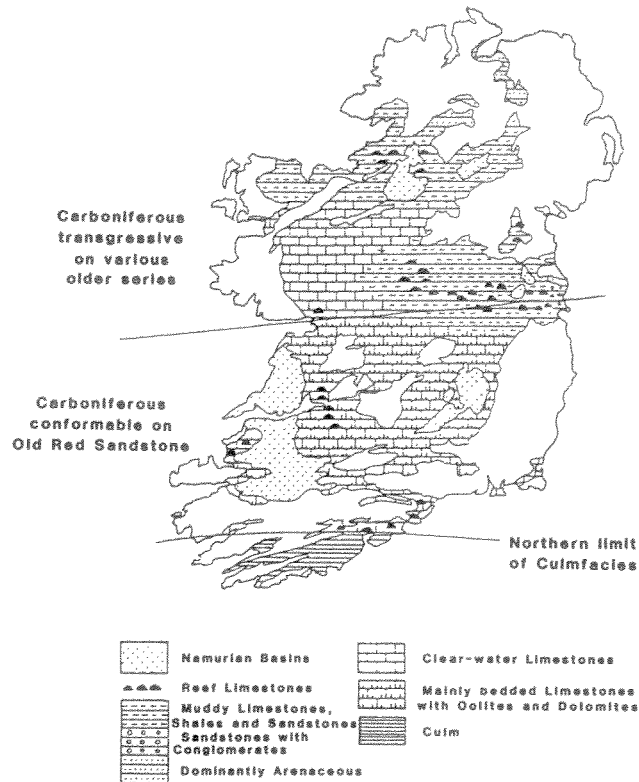 Carboniferous
transgressive
on various
older series
Carboniferous
conformable on
Old Red Sandstone
Northern limit
of Culmfacies
Namurian Basins
Reef Limestones
Muddy Limestones,
Shales and Sandstones
Sandstones with
Conglomerates
Dominantly Arenaceous
Clear-water Limestones
Mainly bedded Limestones
with Oolites and Dolomites
Culm